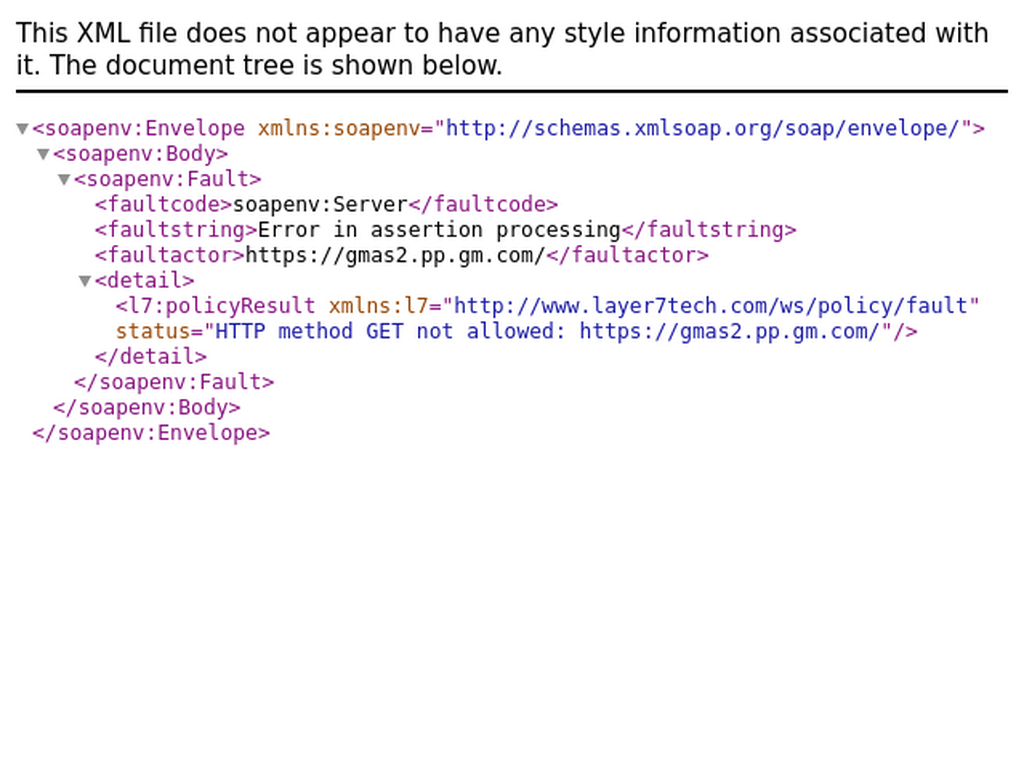 This XML file does not appear to have any style information associated with
it. The document tree is shown below.
▼<soapenv:Envelope xmlns:soapenv="http://schemas.xmlsoap.org/soap/envelope/">
▼<soapenv:Body>
▼<soapenv:Fault>
<faultcode>soapenv:Server</faultcode>
<faultstring>Error in assertion processing</faultstring>
<faultactor>https://gmas2.pp.gm.com/</faultactor>
▼<detail>
<l7:policyResult xmlns:l7="http://www.layer7tech.com/ws/policy/fault"
status="HTTP method GET not allowed: https://gmas2.pp.gm.com/"/>
</detail>
</soapenv:Fault>
</soapenv:Body>
</soapenv:Envelope>